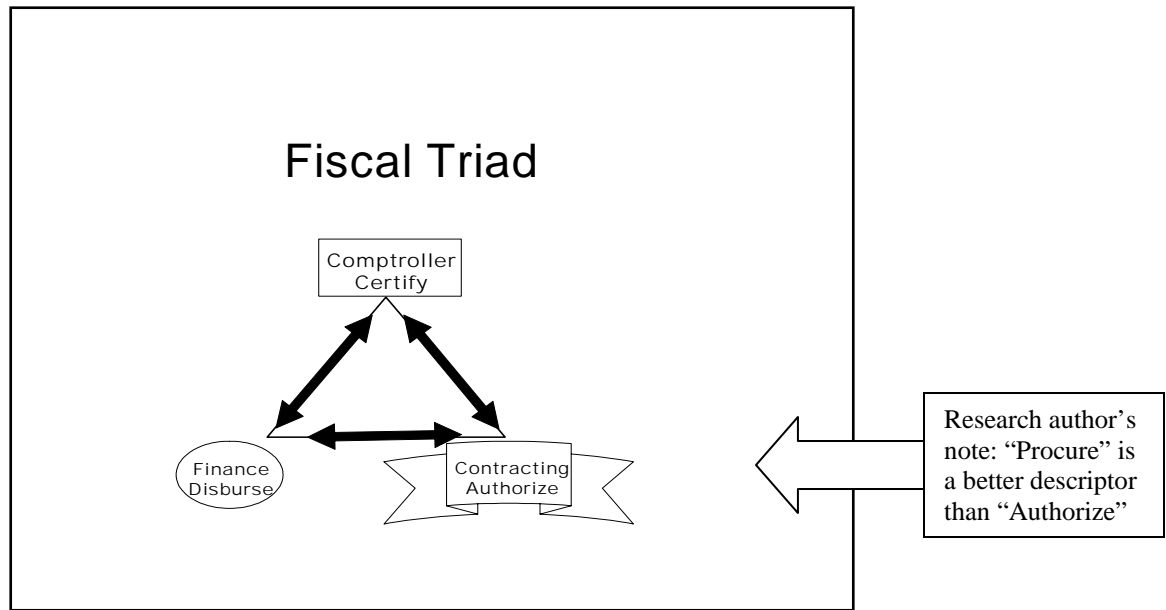 Fiscal Triad
Comptroller
Certify
Finance
Disburse
Contracting
Authorize
Research author’s
note: “Procure” is
a better descriptor
than “Authorize”